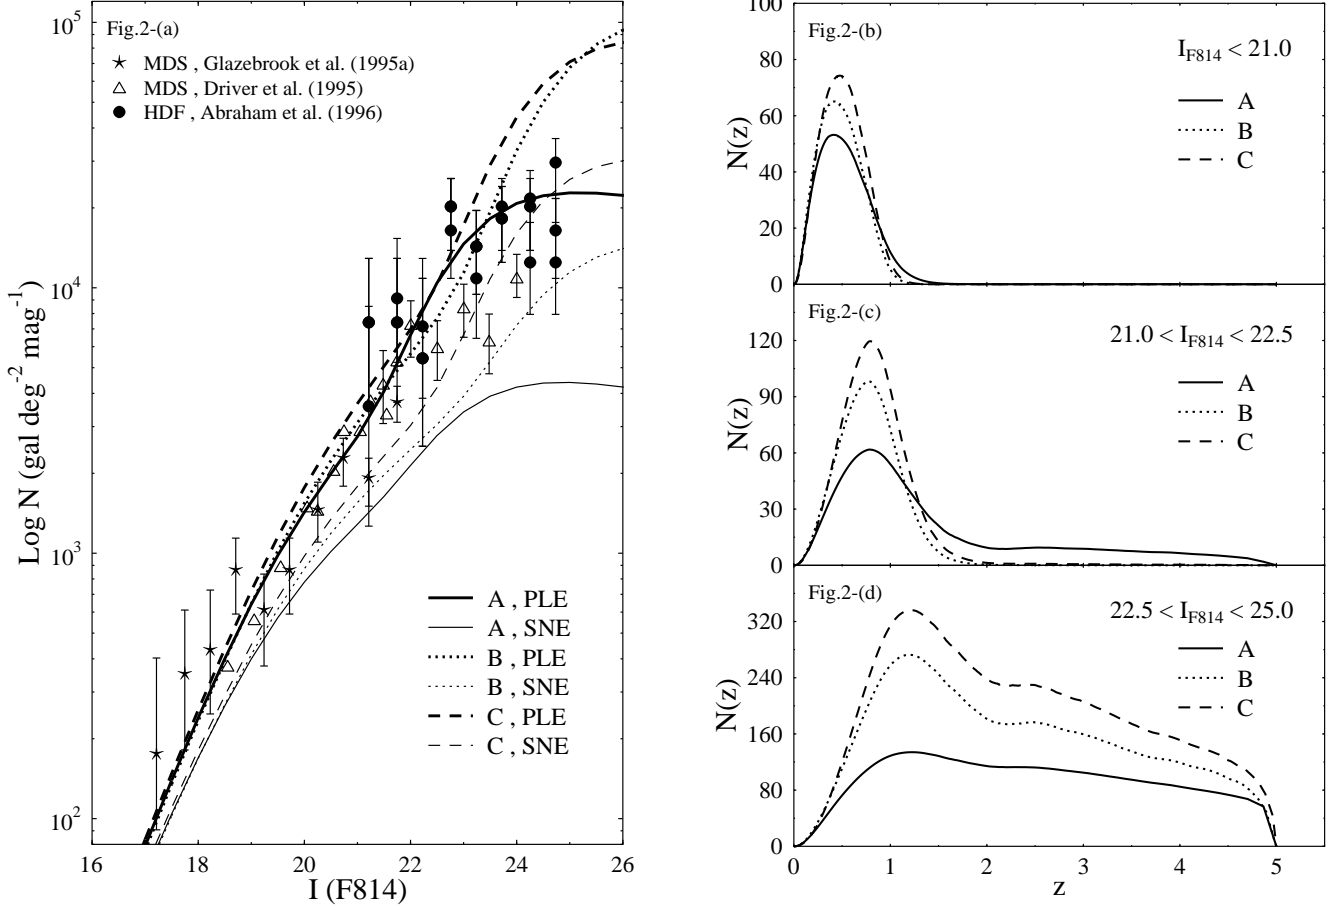 Fig.2-(a)
MDS , Glazebrook et al. (1995a)
MDS , Driver et al. (1995)
HDF , Abraham et al. (1996)
A , PLE
A , SNE
B , PLE
B , SNE
C , PLE
C , SNE
10^5
10^4
10^3
10^2
Log N (gal deg^-2 mag^-1)
16 18 20 22 24 26
I (F814)
Fig.2-(b)
I_F814 < 21.0
A
B
C
100
80
60
40
20
0
N(z)
Fig.2-(c)
21.0 < I_F814 < 22.5
A
B
C
120
90
60
30
0
N(z)
Fig.2-(d)
22.5 < I_F814 < 25.0
A
B
C
320
240
160
80
0
N(z)
0 1 2 3 4 5
z